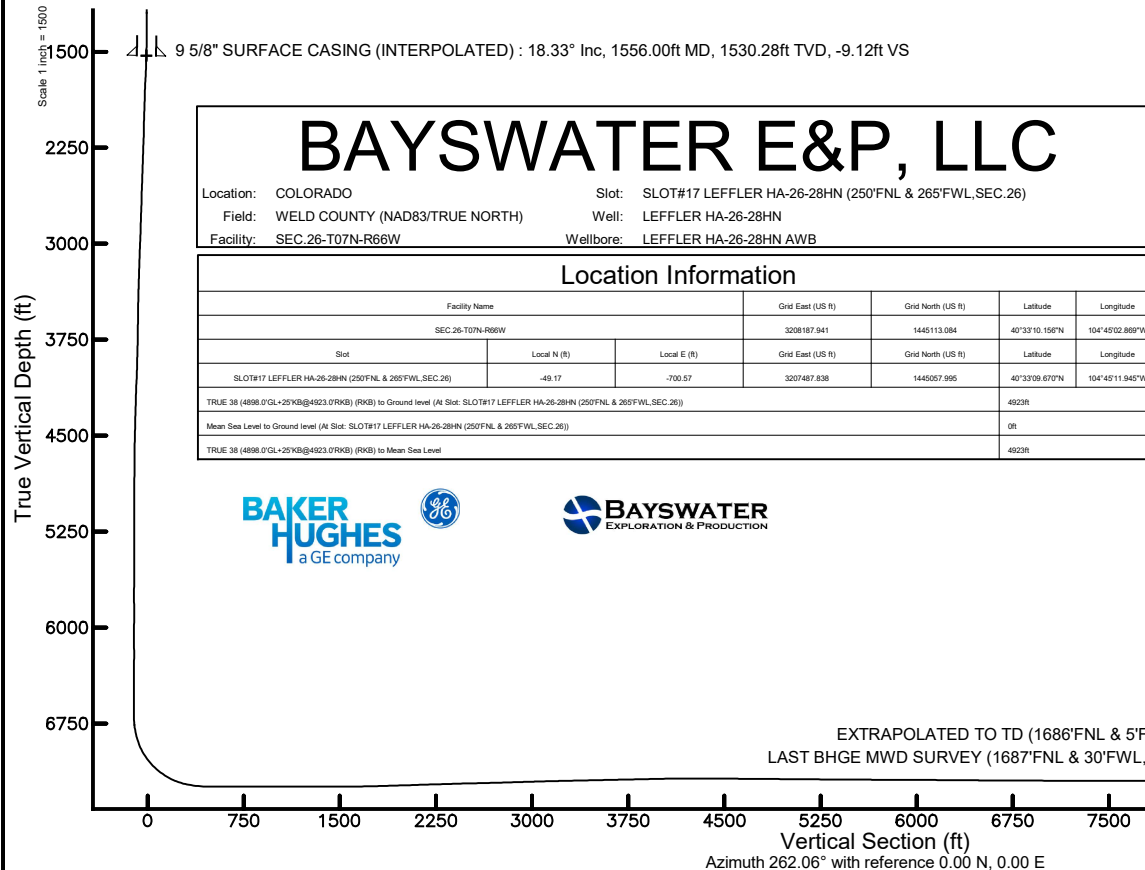 Scale 1 inch = 1500
9 5/8" SURFACE CASING (INTERPOLATED) : 18.33° Inc, 1556.00ft MD, 1530.28ft TVD, -9.12ft VS
BAYSWATER E&P, LLC
Location: COLORADO Slot: SLOT#17 LEFFLER HA-26-28HN (250'FNL & 265'FWL,SEC.26)
Field: WELD COUNTY (NAD83/TRUE NORTH) Well: LEFFLER HA-26-28HN
Facility: SEC.26-T07N-R66W Wellbore: LEFFLER HA-26-28HN AWB
Location Information
Facility Name Grid East (US ft) Grid North (US ft) Latitude Longitude
SEC.26-T07N-R66W 3208187.941 1445113.084 40°33'10.156"N 104°45'02.869"W
Slot Local N (ft) Local E (ft) Grid East (US ft) Grid North (US ft) Latitude Longitude
SLOT#17 LEFFLER HA-26-28HN (250'FNL & 265'FWL,SEC.26) -49.17 -700.57 3207487.838 1445057.995 40°33'09.670"N 104°45'11.945"W
TRUE 38 (4898.0'GL+25'KB@4923.0'RKB) (RKB) to Ground level (At Slot: SLOT#17 LEFFLER HA-26-28HN (250'FNL & 265'FWL,SEC.26)) 4923ft
Mean Sea Level to Ground level (At Slot: SLOT#17 LEFFLER HA-26-28HN (250'FNL & 265'FWL,SEC.26)) 0ft
TRUE 38 (4898.0'GL+25'KB@4923.0'RKB) (RKB) to Mean Sea Level 4923ft
BAKER
HUGHES
a GE company
GE
BAYSWATER
EXPLORATION & PRODUCTION
True Vertical Depth (ft)
1500
2250
3000
3750
4500
5250
6000
6750
EXTRAPOLATED TO TD (1686'FNL & 5'F
LAST BHGE MWD SURVEY (1687'FNL & 30'FWL,
0 750 1500 2250 3000 3750 4500 5250 6000 6750 7500
Vertical Section (ft)
Azimuth 262.06° with reference 0.00 N, 0.00 E